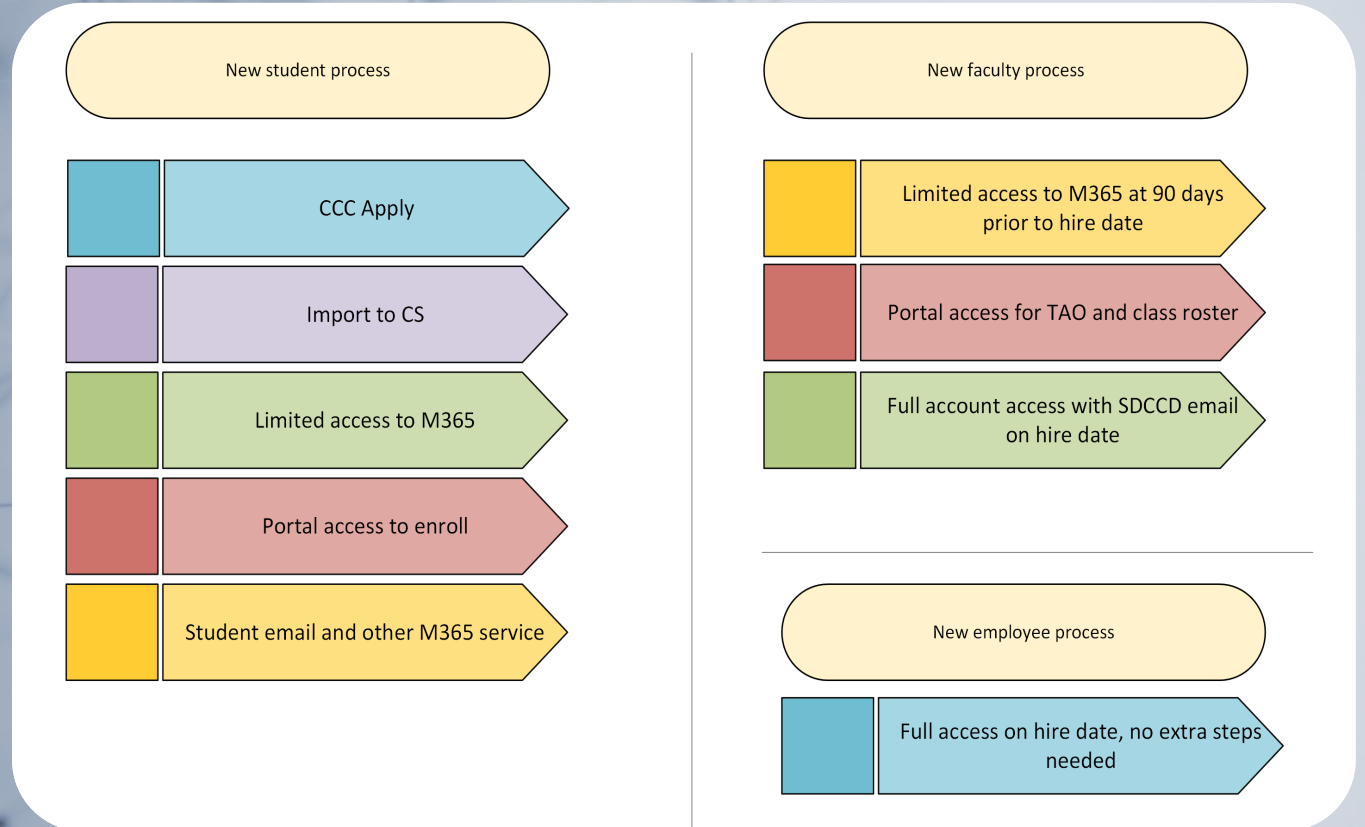 New student process
CCC Apply
Import to CS
Limited access to M365
Portal access to enroll
Student email and other M365 service
New faculty process
Limited access to M365 at 90 days
prior to hire date
Portal access for TAO and class roster
Full account access with SDCCD email
on hire date
New employee process
Full access on hire date, no extra steps
needed